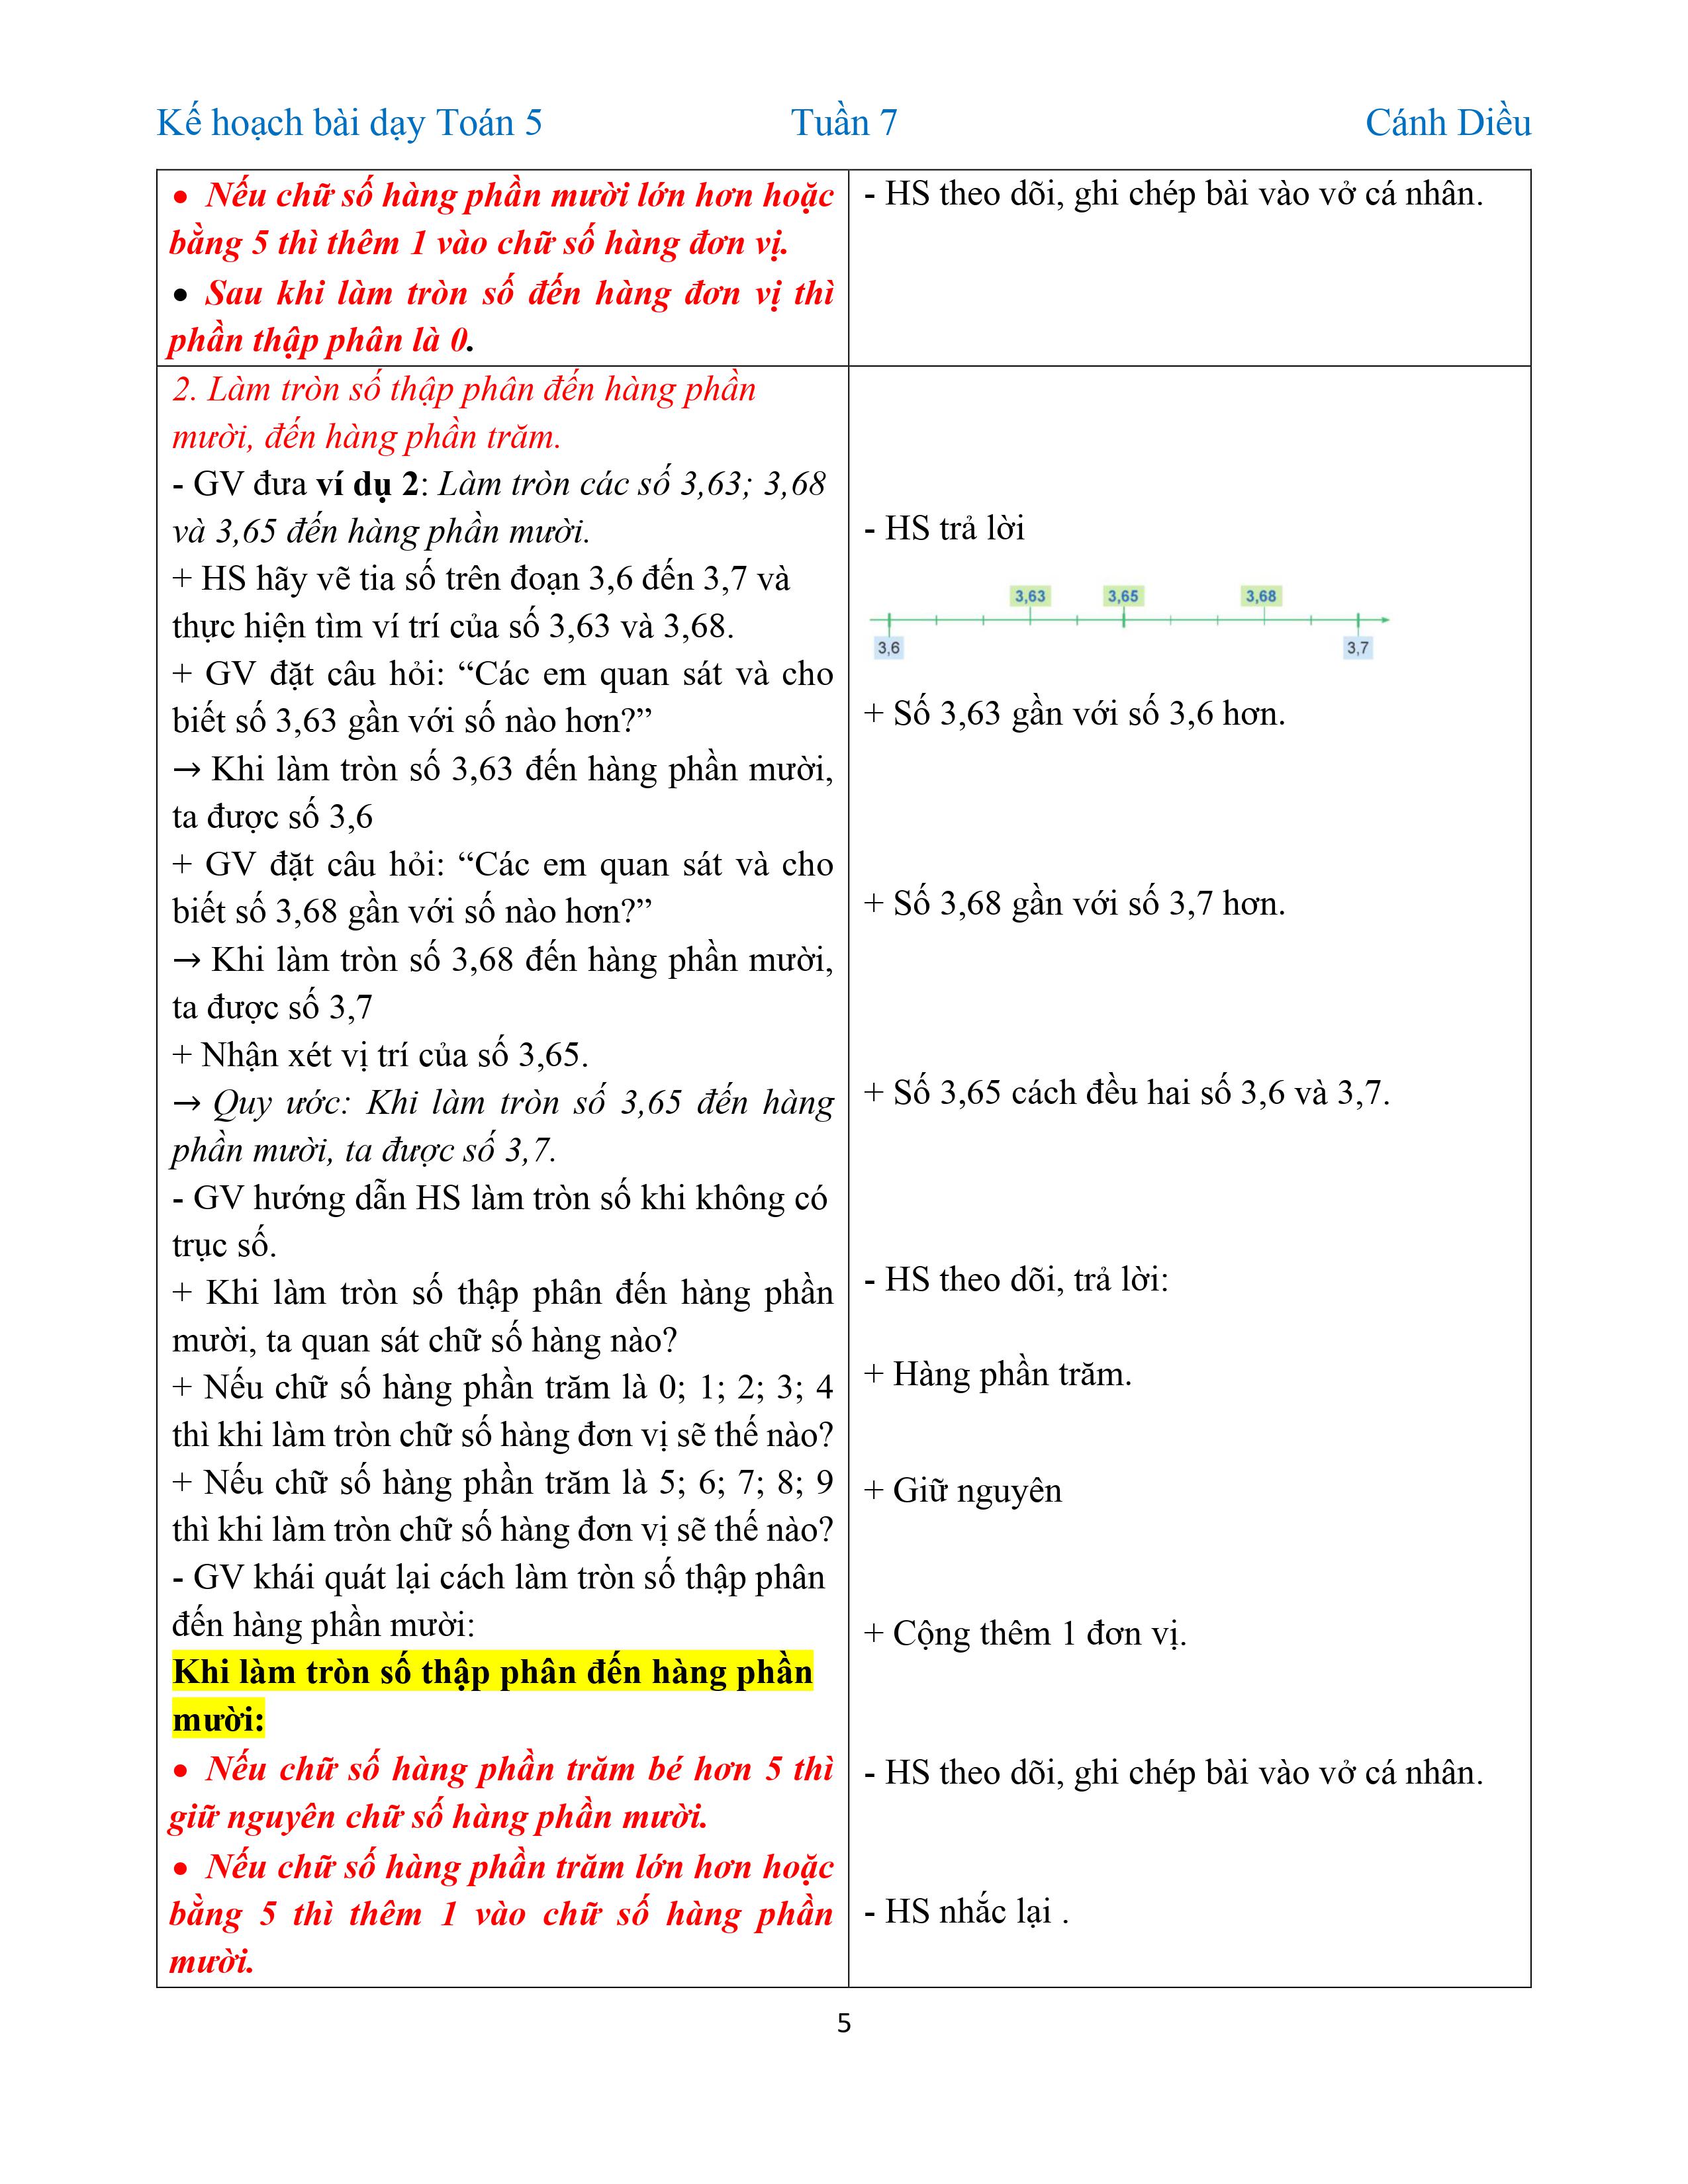 Kế hoạch bài dạy Toán 5 Tuần 7 Cánh Diều
• Nếu chữ số hàng phần mười lớn hơn hoặc
bằng 5 thì thêm 1 vào chữ số hàng đơn vị.
• Sau khi làm tròn số đến hàng đơn vị thì
phần thập phân là 0.
- HS theo dõi, ghi chép bài vào vở cá nhân.
2. Làm tròn số thập phân đến hàng phần
mười, đến hàng phần trăm.
- GV đưa ví dụ 2: Làm tròn các số 3,63; 3,68
và 3,65 đến hàng phần mười.
+ HS hãy vẽ tia số trên đoạn 3,6 đến 3,7 và
thực hiện tìm ví trí của số 3,63 và 3,68.
+ GV đặt câu hỏi: “Các em quan sát và cho
biết số 3,63 gần với số nào hơn?”
→ Khi làm tròn số 3,63 đến hàng phần mười,
ta được số 3,6
+ GV đặt câu hỏi: “Các em quan sát và cho
biết số 3,68 gần với số nào hơn?”
→ Khi làm tròn số 3,68 đến hàng phần mười,
ta được số 3,7
+ Nhận xét vị trí của số 3,65.
→ Quy ước: Khi làm tròn số 3,65 đến hàng
phần mười, ta được số 3,7.
- GV hướng dẫn HS làm tròn số khi không có
trục số.
+ Khi làm tròn số thập phân đến hàng phần
mười, ta quan sát chữ số hàng nào?
+ Nếu chữ số hàng phần trăm là 0; 1; 2; 3; 4
thì khi làm tròn chữ số hàng đơn vị sẽ thế nào?
+ Nếu chữ số hàng phần trăm là 5; 6; 7; 8; 9
thì khi làm tròn chữ số hàng đơn vị sẽ thế nào?
- GV khái quát lại cách làm tròn số thập phân
đến hàng phần mười:
Khi làm tròn số thập phân đến hàng phần
mười:
• Nếu chữ số hàng phần trăm bé hơn 5 thì
giữ nguyên chữ số hàng phần mười.
• Nếu chữ số hàng phần trăm lớn hơn hoặc
bằng 5 thì thêm 1 vào chữ số hàng phần
mười.
- HS trả lời
3,63 3,65 3,68
3,6 3,7
+ Số 3,63 gần với số 3,6 hơn.
+ Số 3,68 gần với số 3,7 hơn.
+ Số 3,65 cách đều hai số 3,6 và 3,7.
- HS theo dõi, trả lời:
+ Hàng phần trăm.
+ Giữ nguyên
+ Cộng thêm 1 đơn vị.
- HS theo dõi, ghi chép bài vào vở cá nhân.
- HS nhắc lại .
5